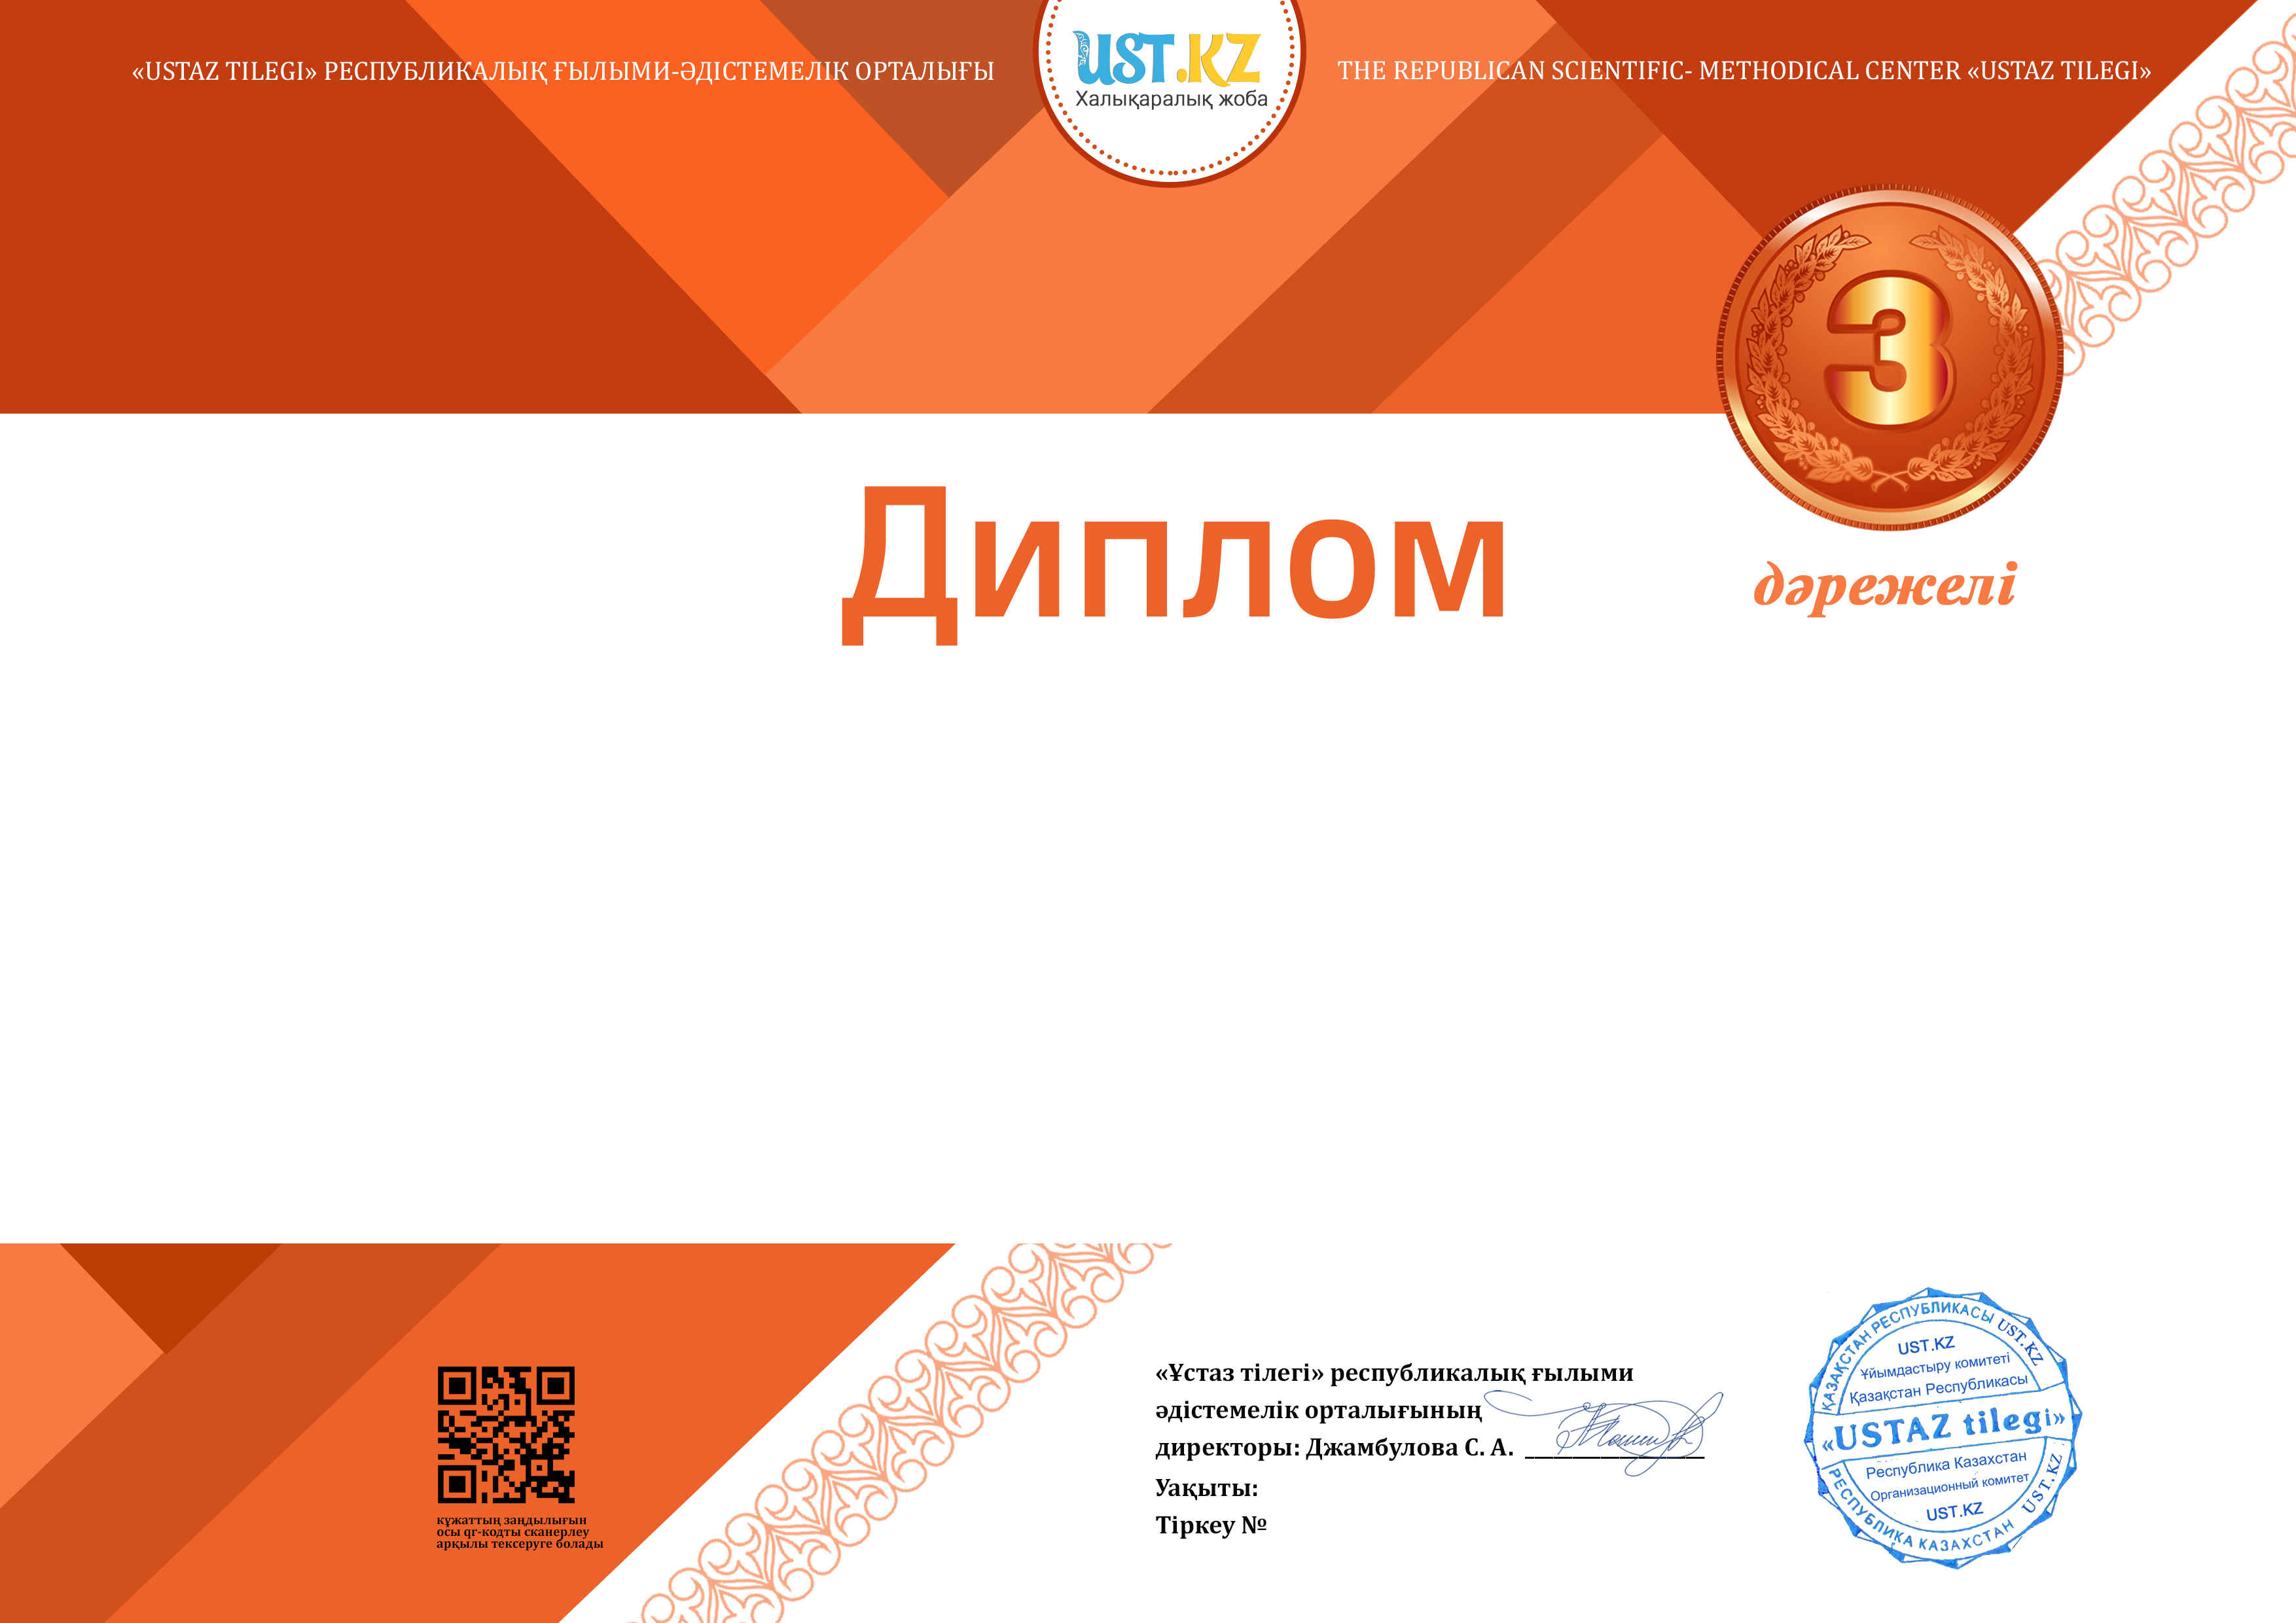 «USTAZ TILEGI» РЕСПУБЛИКАЛЫҚ ҒЫЛЫМИ-ӘДІСТЕМЕЛІК ОРТАЛЫҒЫ
UST.KZ
Халықаралық жоба
THE REPUBLICAN SCIENTIFIC- METHODICAL CENTER «USTAZ TILEGI»
3
дәрежелі
Диплом
құжаттың заңдылығын
осы qr-кодты сканерлеу
арқылы тексеруге болады
«Ұстаз тілегі» республикалық ғылыми
әдістемелік орталығының
директоры: Джамбулова С. А.
Уақыты:
Тіркеу №
ҚАЗАҚСТАН РЕСПУБЛИКАСЫ UST.KZ
UST.KZ
Ұйымдастыру комитеті
Қазақстан Республикасы
«USTAZ tilegi»
Республика Казахстан
Организационный комитет
UST.KZ
РЕСПУБЛИКА КАЗАХСТАН UST.KZ